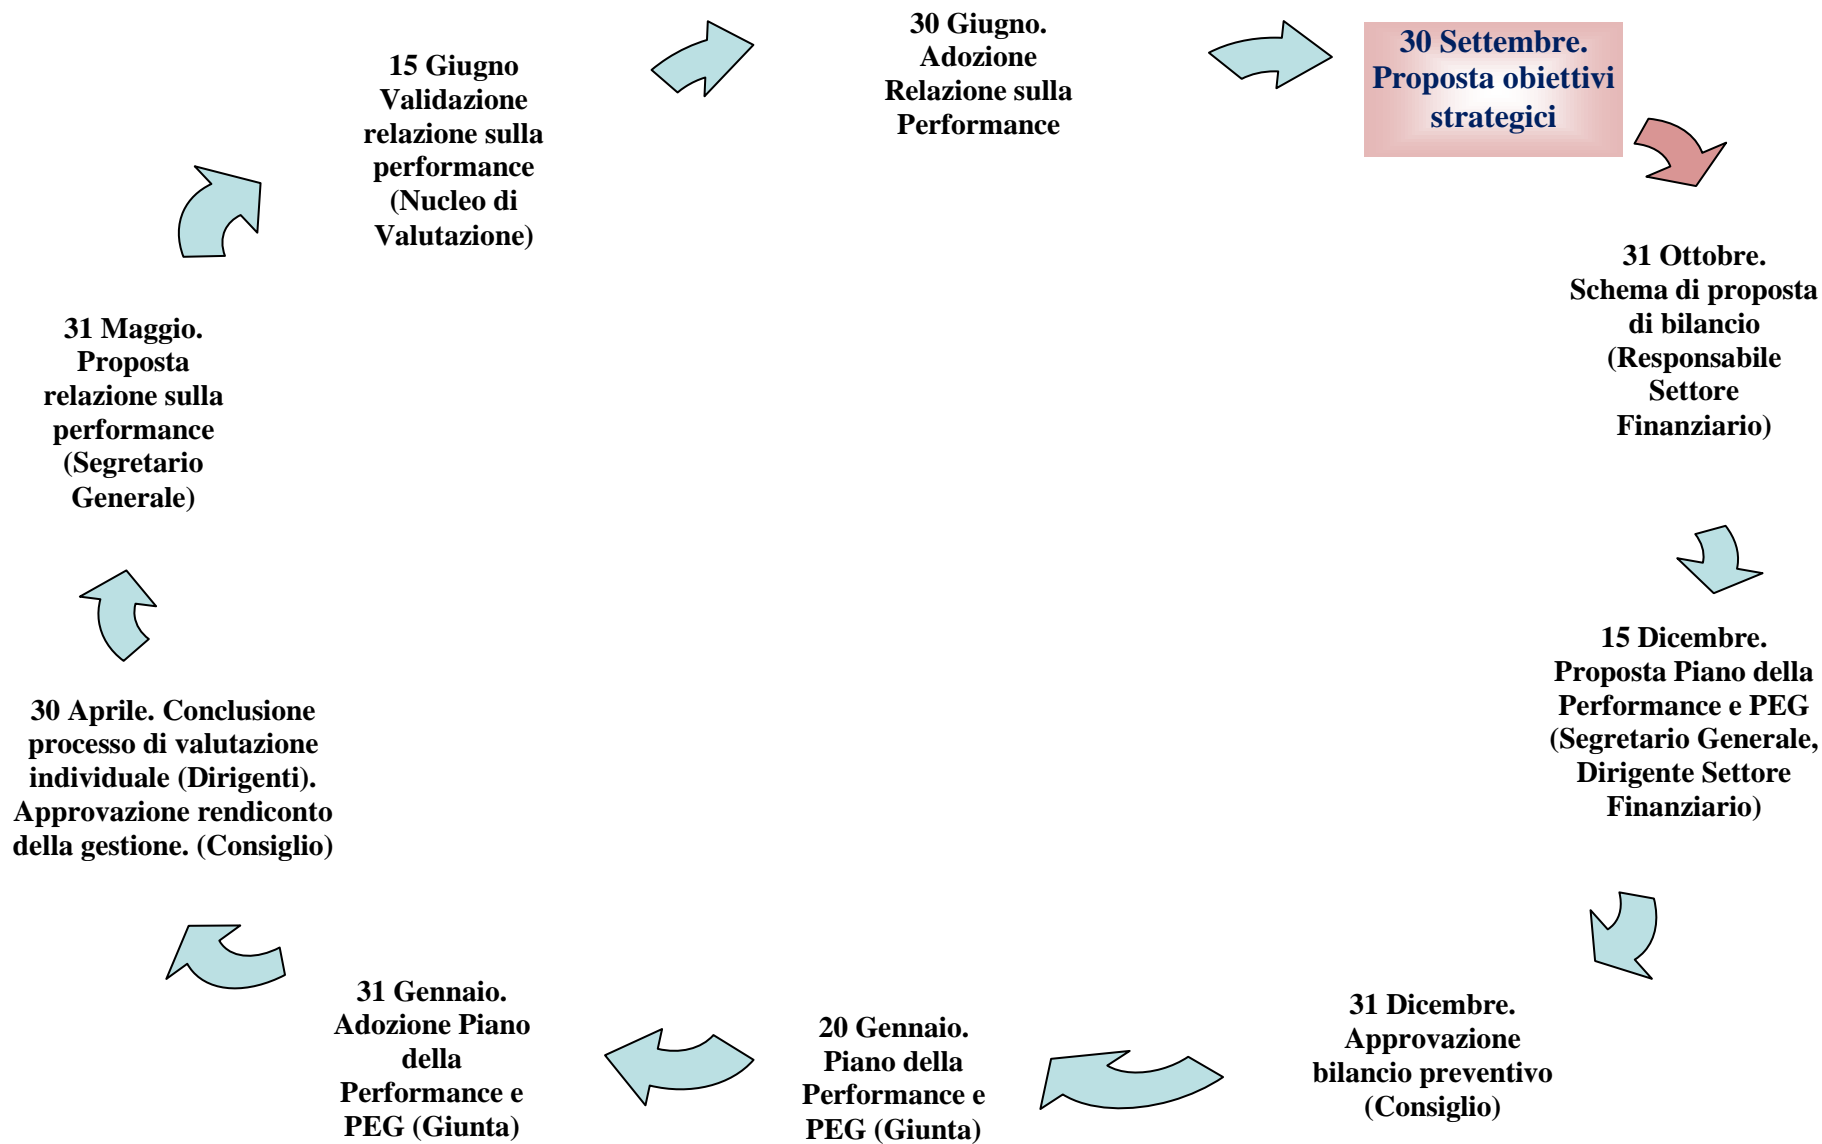 15 Giugno
Validazione
relazione sulla
performance
(Nucleo di
Valutazione)
30 Giugno.
Adozione
Relazione sulla
Performance
30 Settembre.
Proposta obiettivi
strategici
31 Ottobre.
Schema di proposta
di bilancio
(Responsabile
Settore
Finanziario)
15 Dicembre.
Proposta Piano della
Performance e PEG
(Segretario Generale,
Dirigente Settore
Finanziario)
31 Dicembre.
Approvazione
bilancio preventivo
(Consiglio)
20 Gennaio.
Piano della
Performance e
PEG (Giunta)
31 Gennaio.
Adozione Piano
della
Performance e
PEG (Giunta)
30 Aprile. Conclusione
processo di valutazione
individuale (Dirigenti).
Approvazione rendiconto
della gestione. (Consiglio)
31 Maggio.
Proposta
relazione sulla
performance
(Segretario
Generale)